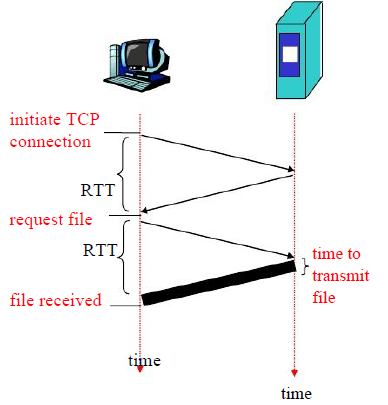 initiate TCP
connection
RTT
request file
RTT
time to
transmit
file
file received
time
time